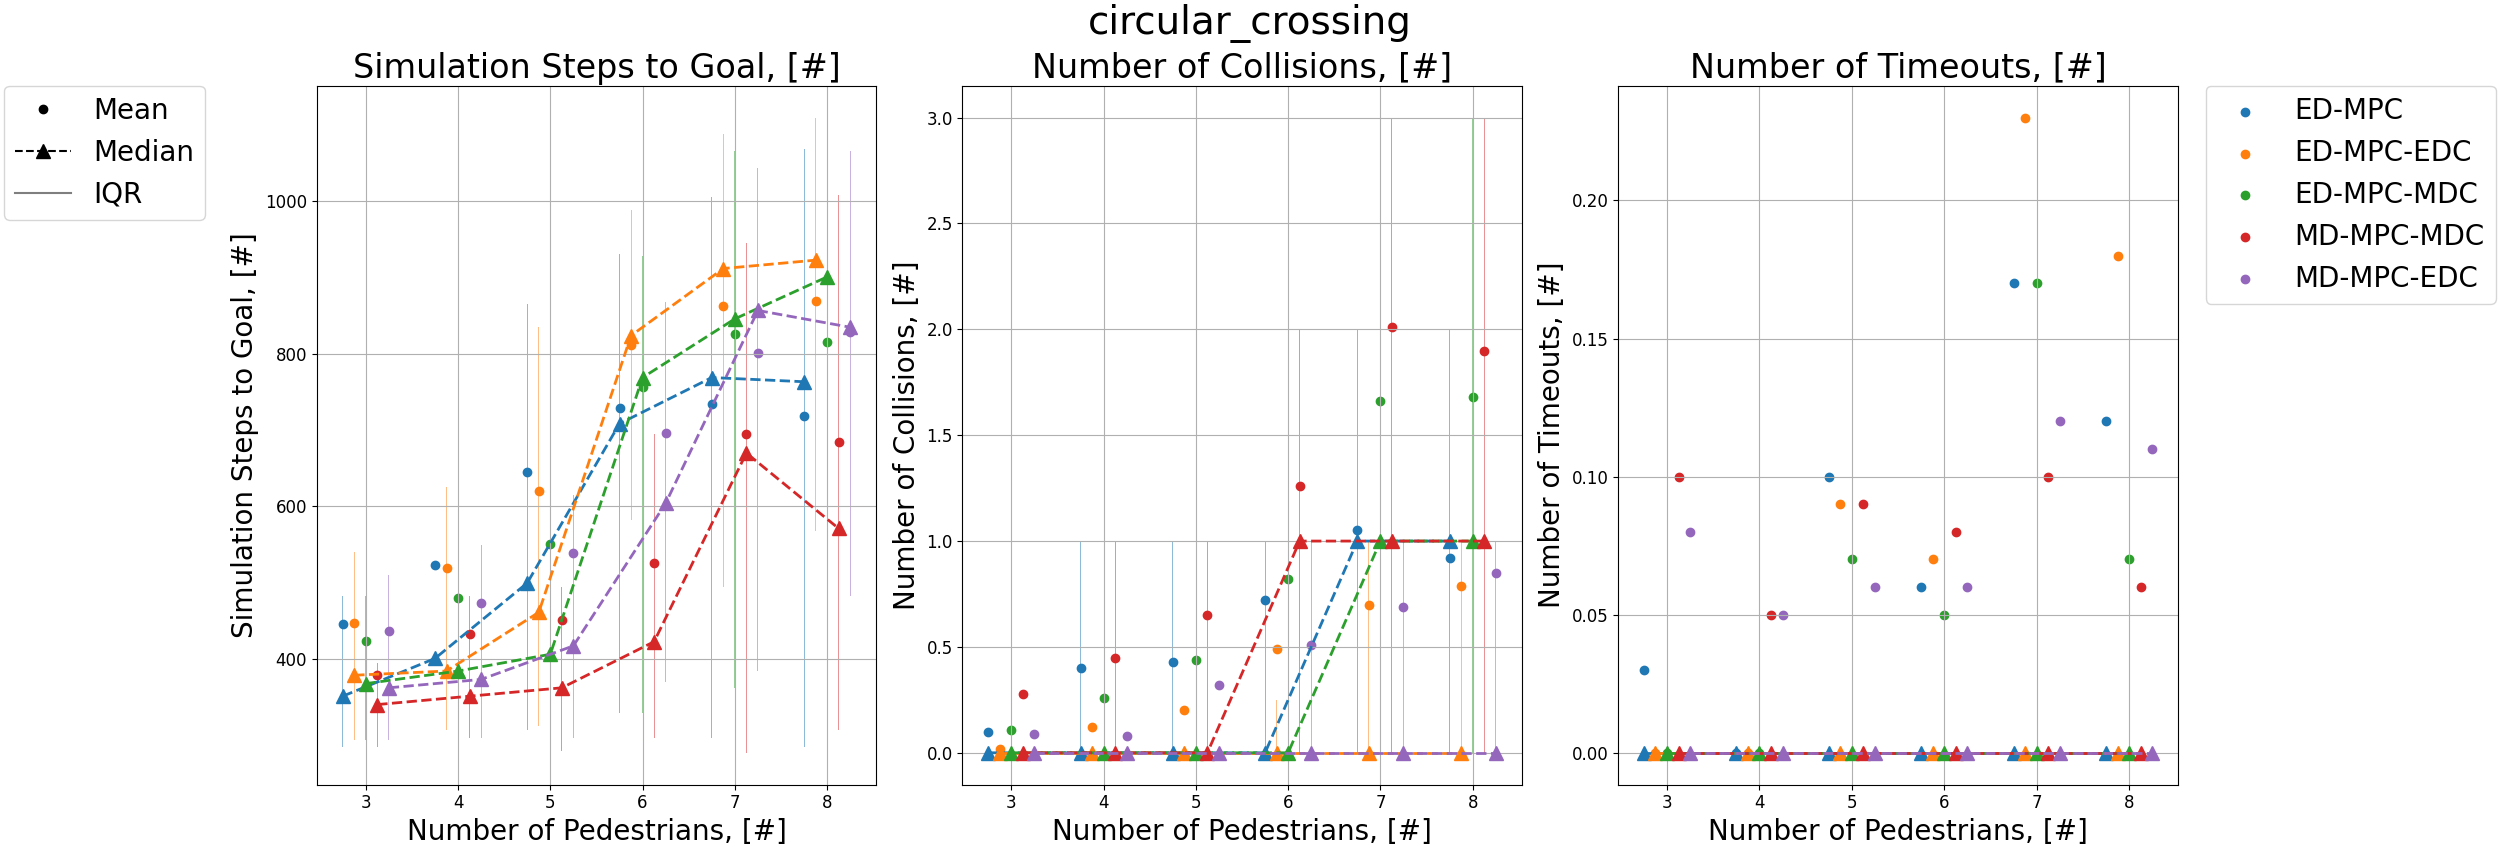 circular_crossing
Simulation Steps to Goal, [#]
Number of Collisions, [#]
Number of Timeouts, [#]
Mean
Median
IQR
Simulation Steps to Goal, [#]
1000
800
600
400
3 4 5 6 7 8
Number of Pedestrians, [#]
Number of Collisions, [#]
3.0
2.5
2.0
1.5
1.0
0.5
0.0
3 4 5 6 7 8
Number of Pedestrians, [#]
Number of Timeouts, [#]
0.20
0.15
0.10
0.05
0.00
3 4 5 6 7 8
Number of Pedestrians, [#]
ED-MPC
ED-MPC-EDC
ED-MPC-MDC
MD-MPC-MDC
MD-MPC-EDC